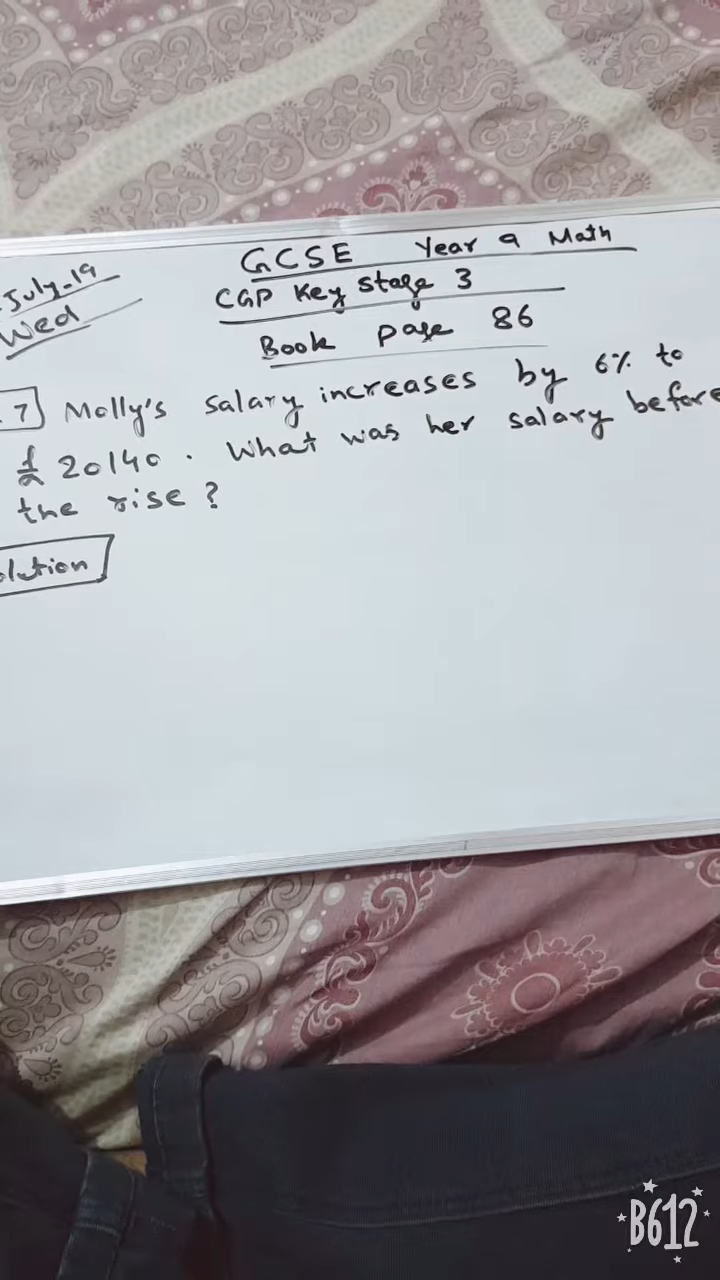 GCSE Year 9 Math
July-19
CGP Key Stage 3
Wed
Book page 86
7 Molly's salary increases by 6% to
£ 20140. What was her salary before
the rise?
olution
B612